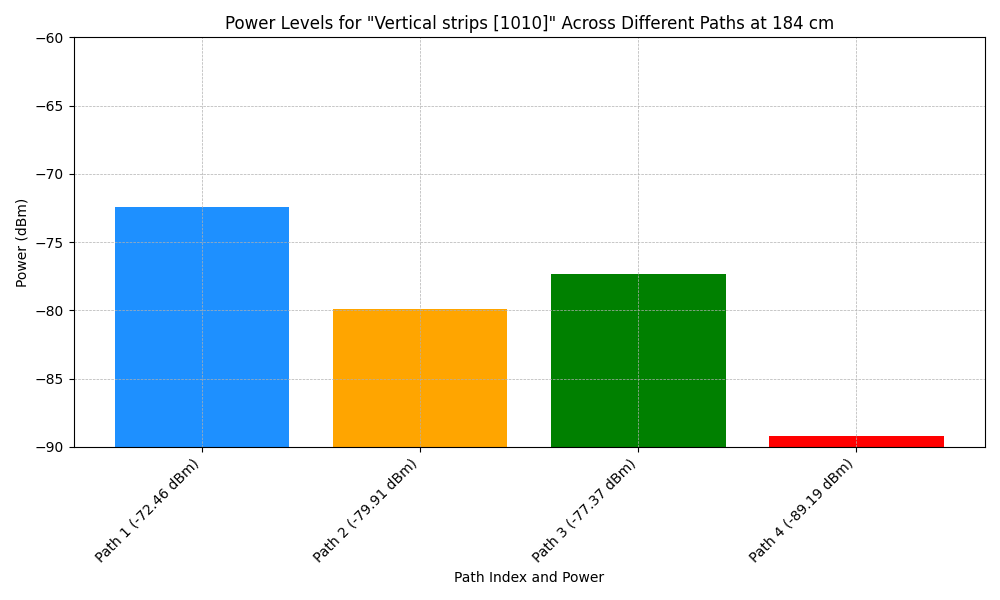 Power Levels for "Vertical strips [1010]" Across Different Paths at 184 cm
Power (dBm)
−60
−65
−70
−75
−80
−85
−90
Path 1 (-72.46 dBm)
Path 2 (-79.91 dBm)
Path 3 (-77.37 dBm)
Path 4 (-89.19 dBm)
Path Index and Power